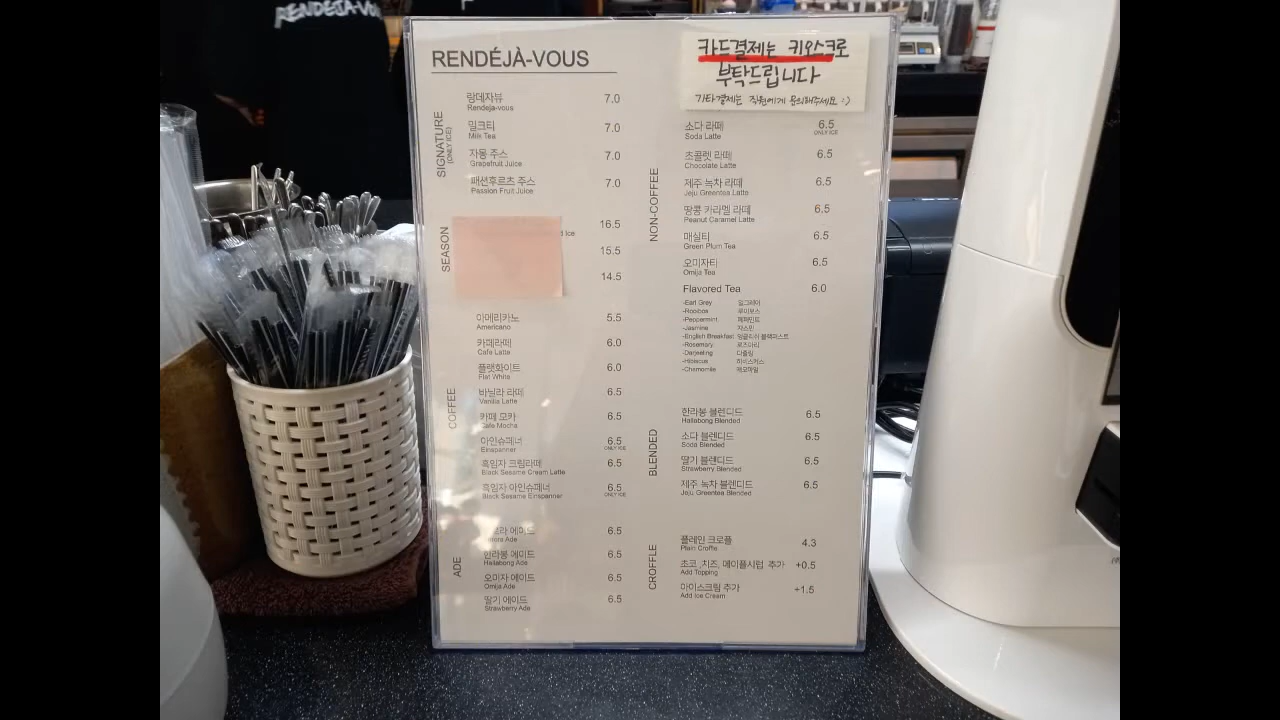 RENDEJA-VOUS
RENDÉJÀ-VOUS
카드결제는 키오스크로
부탁드립니다
기타결제는 직원에게 문의해주세요 :)
SIGNATURE
(ONLY ICE)
랑데자뷰 7.0
Rendeja-vous
밀크티 7.0
Milk Tea
자몽 주스 7.0
Grapefruit Juice
패션후르츠 주스 7.0
Passion Fruit Juice
SEASON
16.5
Ice
15.5
14.5
COFFEE
아메리카노 5.5
Americano
카페라떼 6.0
Cafe Latte
플랫화이트 6.0
Flat White
바닐라 라떼 6.5
Vanilla Latte
카페 모카 6.5
Cafe Mocha
아인슈페너 6.5
Einspanner ONLY ICE
흑임자 크림라떼 6.5
Black Sesame Cream Latte
흑임자 아인슈페너 6.5
Black Sesame Einspanner ONLY ICE
ADE
에이드 6.5
Ade
한라봉 에이드 6.5
Hallabong Ade
오미자 에이드 6.5
Omija Ade
딸기 에이드 6.5
Strawberry Ade
NON-COFFEE
소다 라떼 6.5
Soda Latte ONLY ICE
초콜렛 라떼 6.5
Chocolate Latte
제주 녹차 라떼 6.5
Jeju Greentea Latte
땅콩 카라멜 라떼 6.5
Peanut Caramel Latte
매실티 6.5
Green Plum Tea
오미자티 6.5
Omija Tea
Flavored Tea 6.0
-Earl Grey 얼그레이
-Rooibos 루이보스
-Peppermint 페퍼민트
-Jasmine 자스민
-English Breakfast 잉글리쉬 블랙퍼스트
-Rosemary 로즈마리
-Darjeeling 다즐링
-Hibiscus 히비스커스
-Chamomile 캐모마일
BLENDED
한라봉 블렌디드 6.5
Hallabong Blended
소다 블렌디드 6.5
Soda Blended
딸기 블렌디드 6.5
Strawberry Blended
제주 녹차 블렌디드 6.5
Jeju Greentea Blended
CROFFLE
플레인 크로플 4.3
Plain Croffle
초코 ,치즈, 메이플시럽 추가 +0.5
Add Topping
아이스크림 추가 +1.5
Add Ice Cream